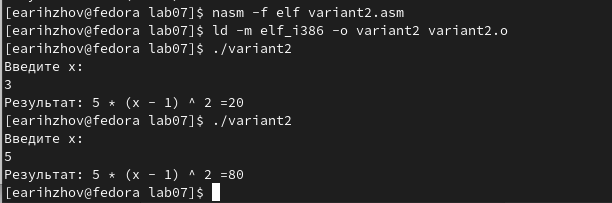 [earihzhov@fedora lab07]$ nasm -f elf variant2.asm
[earihzhov@fedora lab07]$ ld -m elf_i386 -o variant2 variant2.o
[earihzhov@fedora lab07]$ ./variant2
Введите x:
3
Результат: 5 * (x - 1) ^ 2 =20
[earihzhov@fedora lab07]$ ./variant2
Введите x:
5
Результат: 5 * (x - 1) ^ 2 =80
[earihzhov@fedora lab07]$